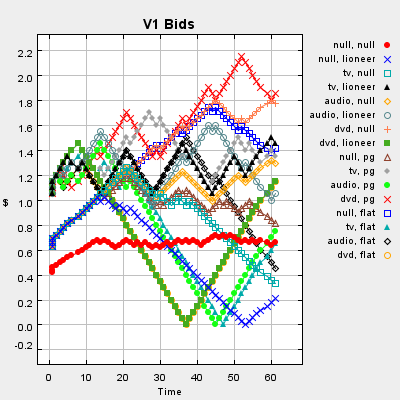 V1 Bids
2.2
2.0
1.8
1.6
1.4
1.2
1.0
0.8
0.6
0.4
0.2
0.0
-0.2
$
0
10
20
30
40
50
60
Time
null, null
null, lioneer
tv, null
tv, lioneer
audio, null
audio, lioneer
dvd, null
dvd, lioneer
null, pg
tv, pg
audio, pg
dvd, pg
null, flat
tv, flat
audio, flat
dvd, flat